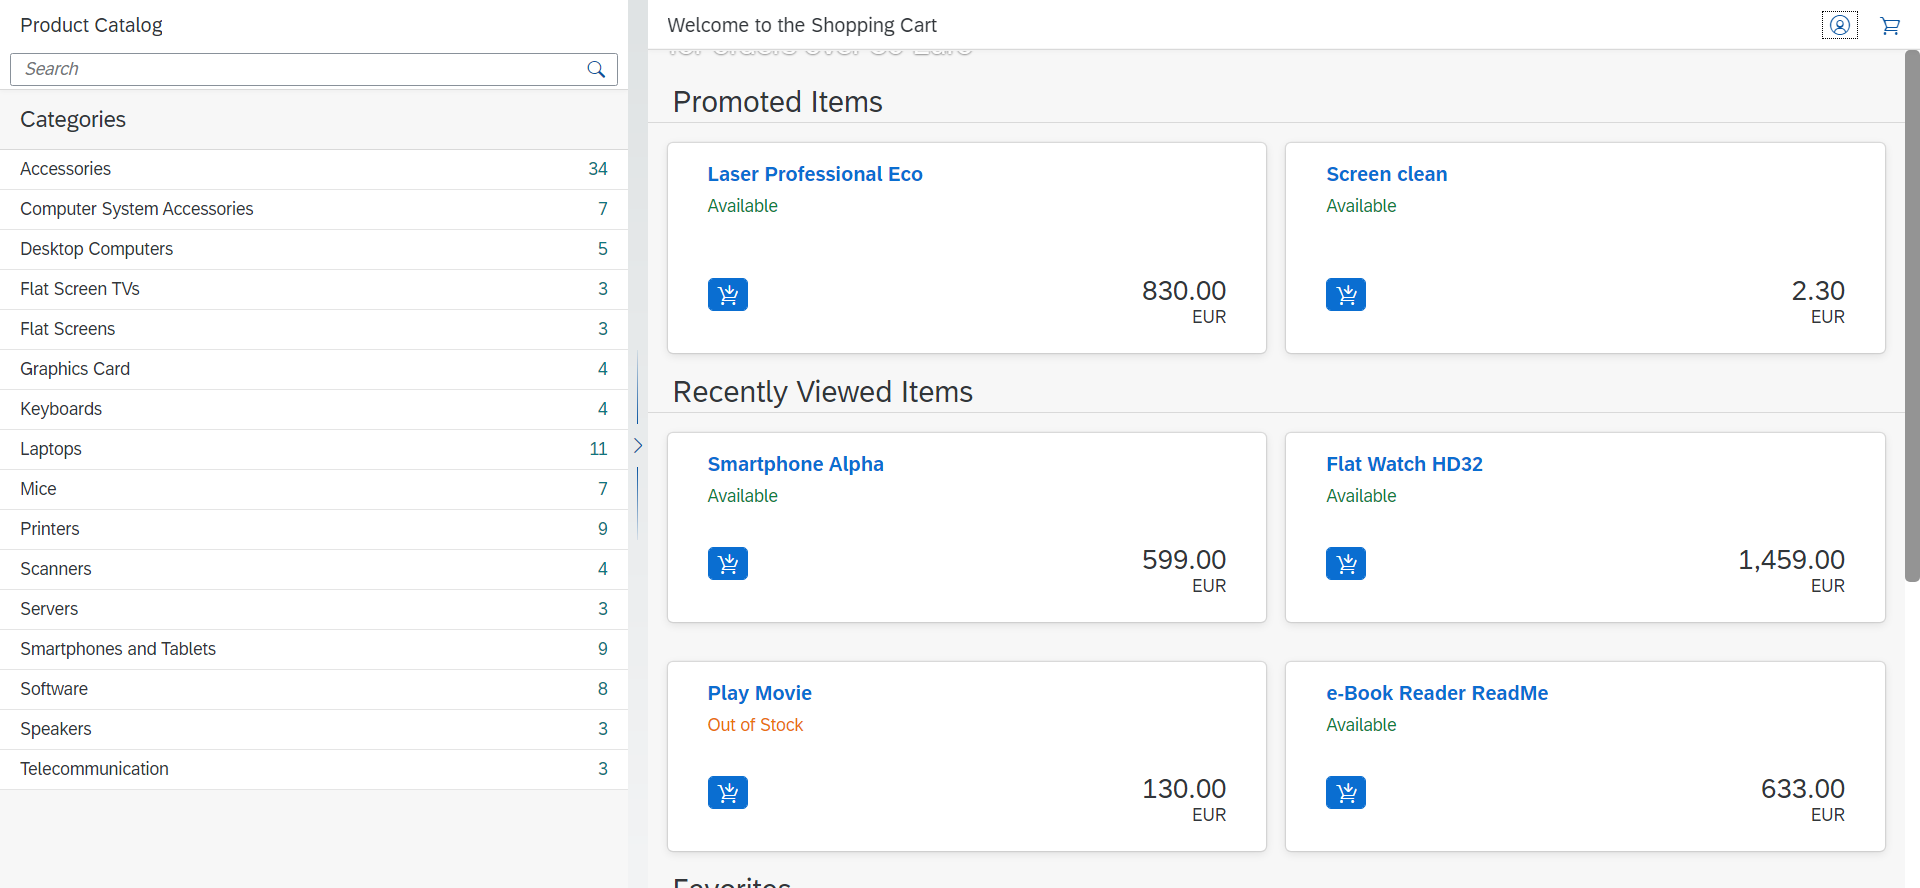 Product Catalog
Search
Categories
Accessories 34
Computer System Accessories 7
Desktop Computers 5
Flat Screen TVs 3
Flat Screens 3
Graphics Card 4
Keyboards 4
Laptops 11
Mice 7
Printers 9
Scanners 4
Servers 3
Smartphones and Tablets 9
Software 8
Speakers 3
Telecommunication 3
Welcome to the Shopping Cart
Promoted Items
Laser Professional Eco
Available
830.00
EUR
Screen clean
Available
2.30
EUR
Recently Viewed Items
Smartphone Alpha
Available
599.00
EUR
Flat Watch HD32
Available
1,459.00
EUR
Play Movie
Out of Stock
130.00
EUR
e-Book Reader ReadMe
Available
633.00
EUR
Favorites